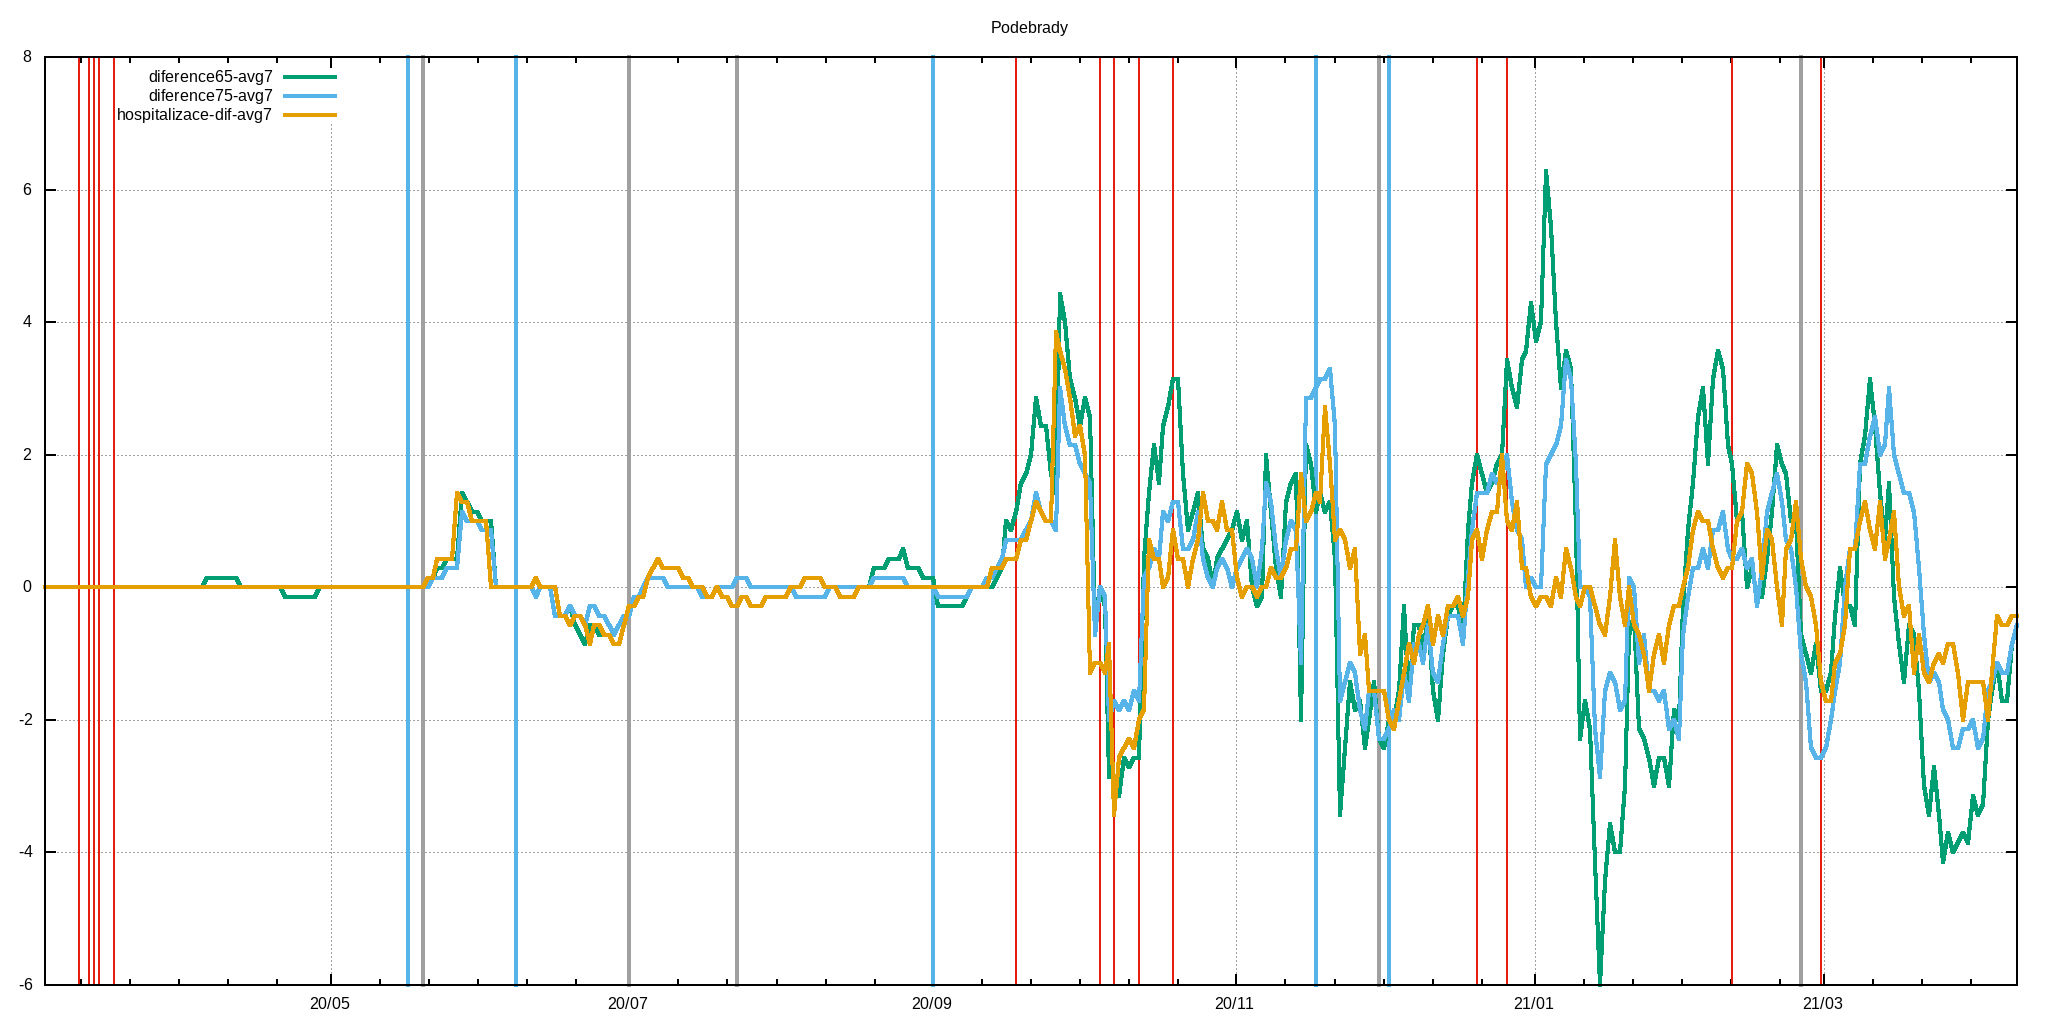 Podebrady
8
diference65-avg7
diference75-avg7
hospitalizace-dif-avg7
6
4
2
0
-2
-4
-6
20/05 20/07 20/09 20/11 21/01 21/03